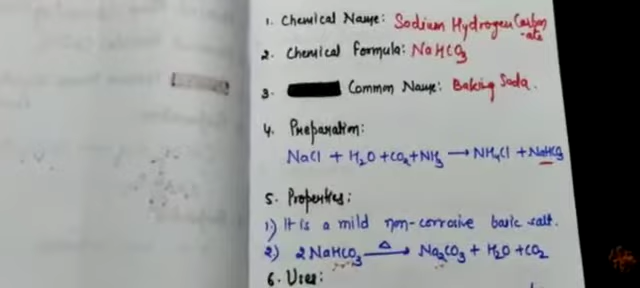 1. Chemical Name: Sodium Hydrogen Carbon
-ate
2. Chemical Formula: NaHCO₃
3. Common Name: Baking Soda.
4. Preparation:
NaCl + H₂O + CO₂ + NH₃ → NH₄Cl + NaHCO₃
5. Properties:
1) It is a mild non-corrosive basic salt.
2) 2 NaHCO₃ —Δ→ Na₂CO₃ + H₂O + CO₂
6. Uses: